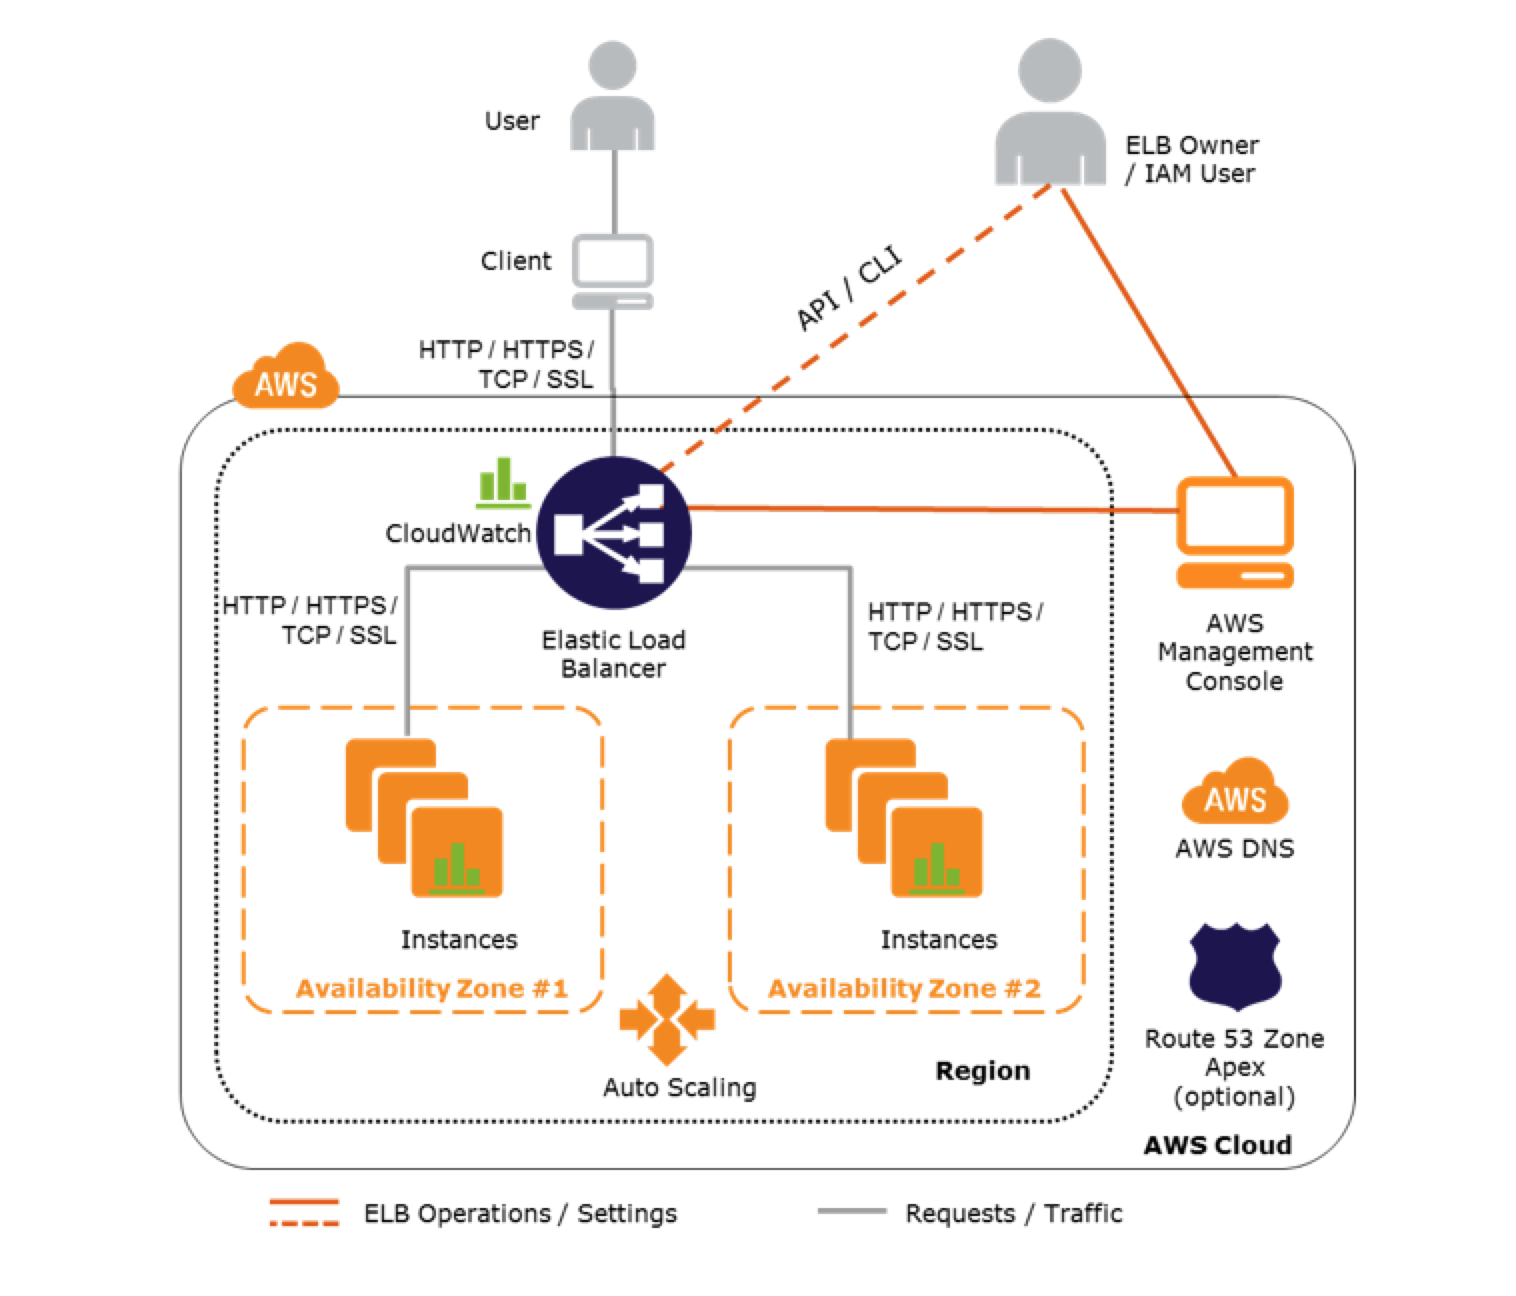 User
ELB Owner
/ IAM User
Client
API / CLI
HTTP / HTTPS /
TCP / SSL
AWS
CloudWatch
HTTP / HTTPS /
TCP / SSL
Elastic Load
Balancer
HTTP / HTTPS /
TCP / SSL
AWS
Management
Console
AWS
AWS DNS
Instances
Availability Zone #1
Instances
Availability Zone #2
Auto Scaling
Region
Route 53 Zone
Apex
(optional)
AWS Cloud
ELB Operations / Settings
Requests / Traffic